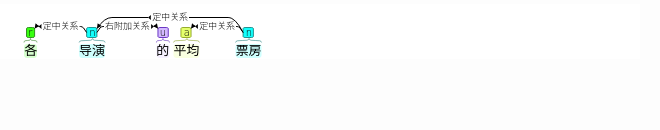 定中关系
定中关系 右附加关系 定中关系
r n u a n
各 导演 的 平均 票房